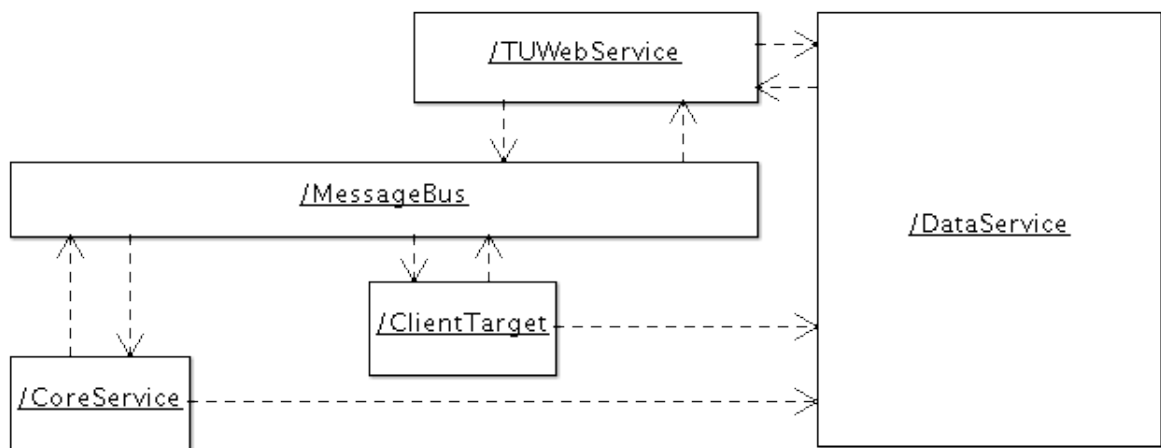 /TUWebService
/MessageBus
/DataService
/ClientTarget
/CoreService